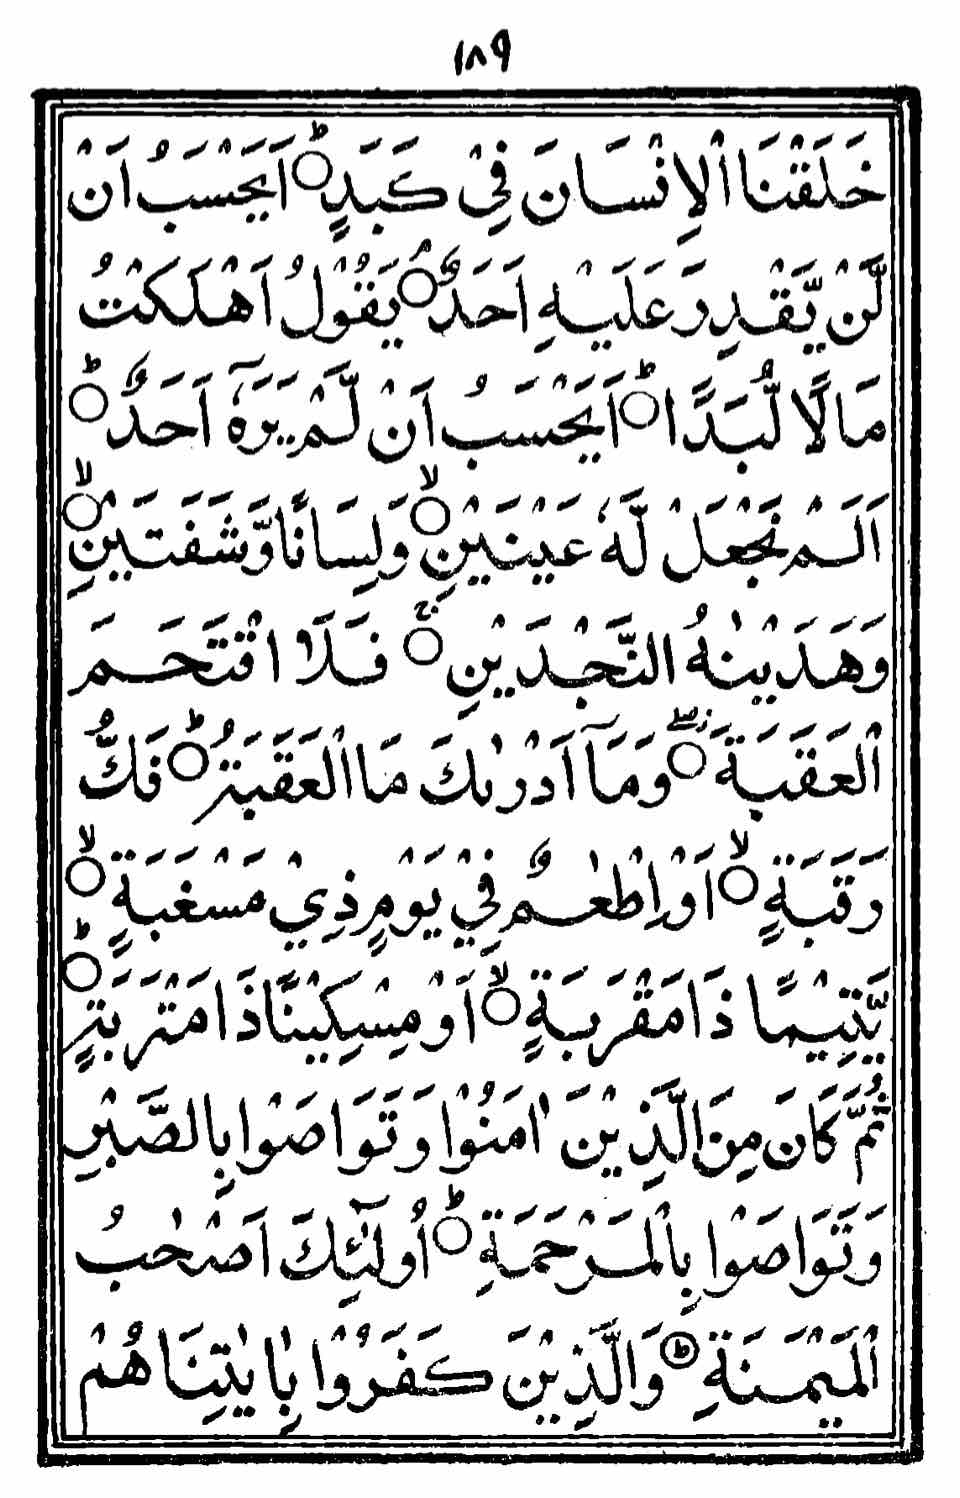 ١٨٩
خَلَقْنَا الْاِنْسَانَ فِيْ كَبَدٍ ؕ اَيَحْسَبُ اَنْ
لَّنْ يَّقْدِرَ عَلَيْهِ اَحَدٌ ۘ يَقُوْلُ اَهْلَكْتُ
مَالًا لُّبَدًا ؕ اَيَحْسَبُ اَنْ لَّمْ يَرَهٗٓ اَحَدٌ ؕ
اَلَمْ نَجْعَلْ لَّهٗ عَيْنَيْنِ ۙ وَلِسَانًا وَّشَفَتَيْنِ ۙ
وَهَدَيْنٰهُ النَّجْدَيْنِ ۚ فَلَا اقْتَحَمَ
الْعَقَبَةَ ۖ وَمَآ اَدْرٰىكَ مَا الْعَقَبَةُ ؕ فَكُّ
رَقَبَةٍ ۙ اَوْ اِطْعٰمٌ فِيْ يَوْمٍ ذِيْ مَسْغَبَةٍ ۙ
يَّتِيْمًا ذَا مَقْرَبَةٍ ۙ اَوْ مِسْكِيْنًا ذَا مَتْرَبَةٍ ؕ
ثُمَّ كَانَ مِنَ الَّذِيْنَ اٰمَنُوْا وَتَوَاصَوْا بِالصَّبْرِ
وَتَوَاصَوْا بِالْمَرْحَمَةِ ؕ اُولٰٓئِكَ اَصْحٰبُ
الْمَيْمَنَةِ ؕ وَالَّذِيْنَ كَفَرُوْا بِاٰيٰتِنَا هُمْ